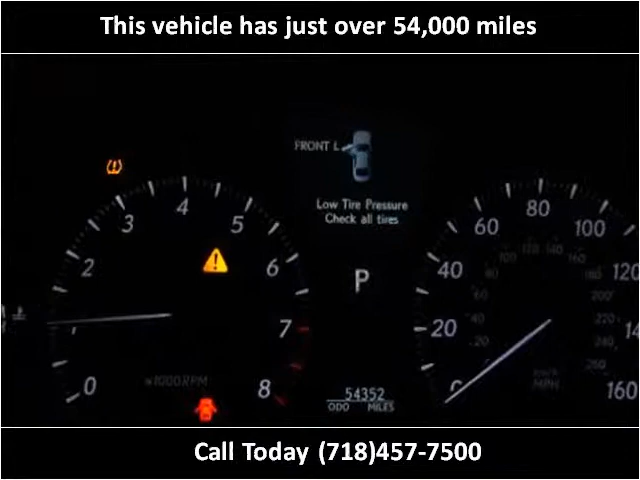 This vehicle has just over 54,000 miles
FRONT L
Low Tire Pressure
Check all tires
0
2
3
4
5
6
7
8
x1000RPM
P
54352
ODO MILES
20
40
60
80
100
120
160
MPH
Call Today (718)457-7500